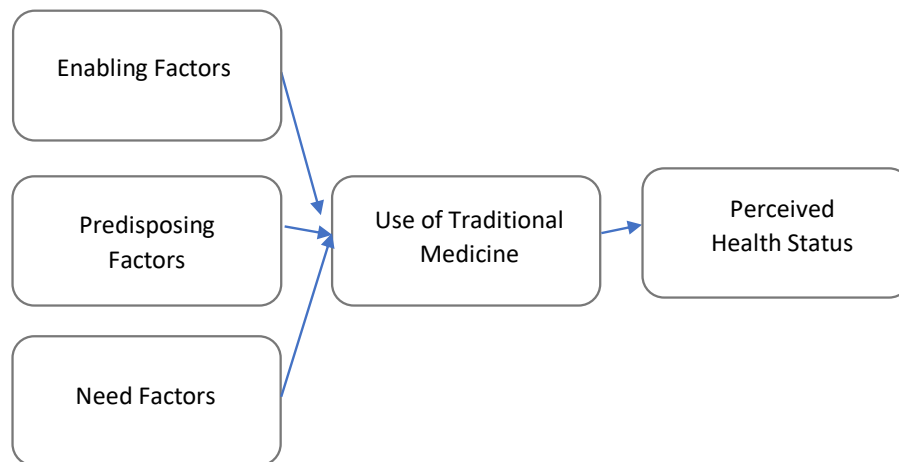 Enabling Factors
Predisposing
Factors
Need Factors
Use of Traditional
Medicine
Perceived
Health Status